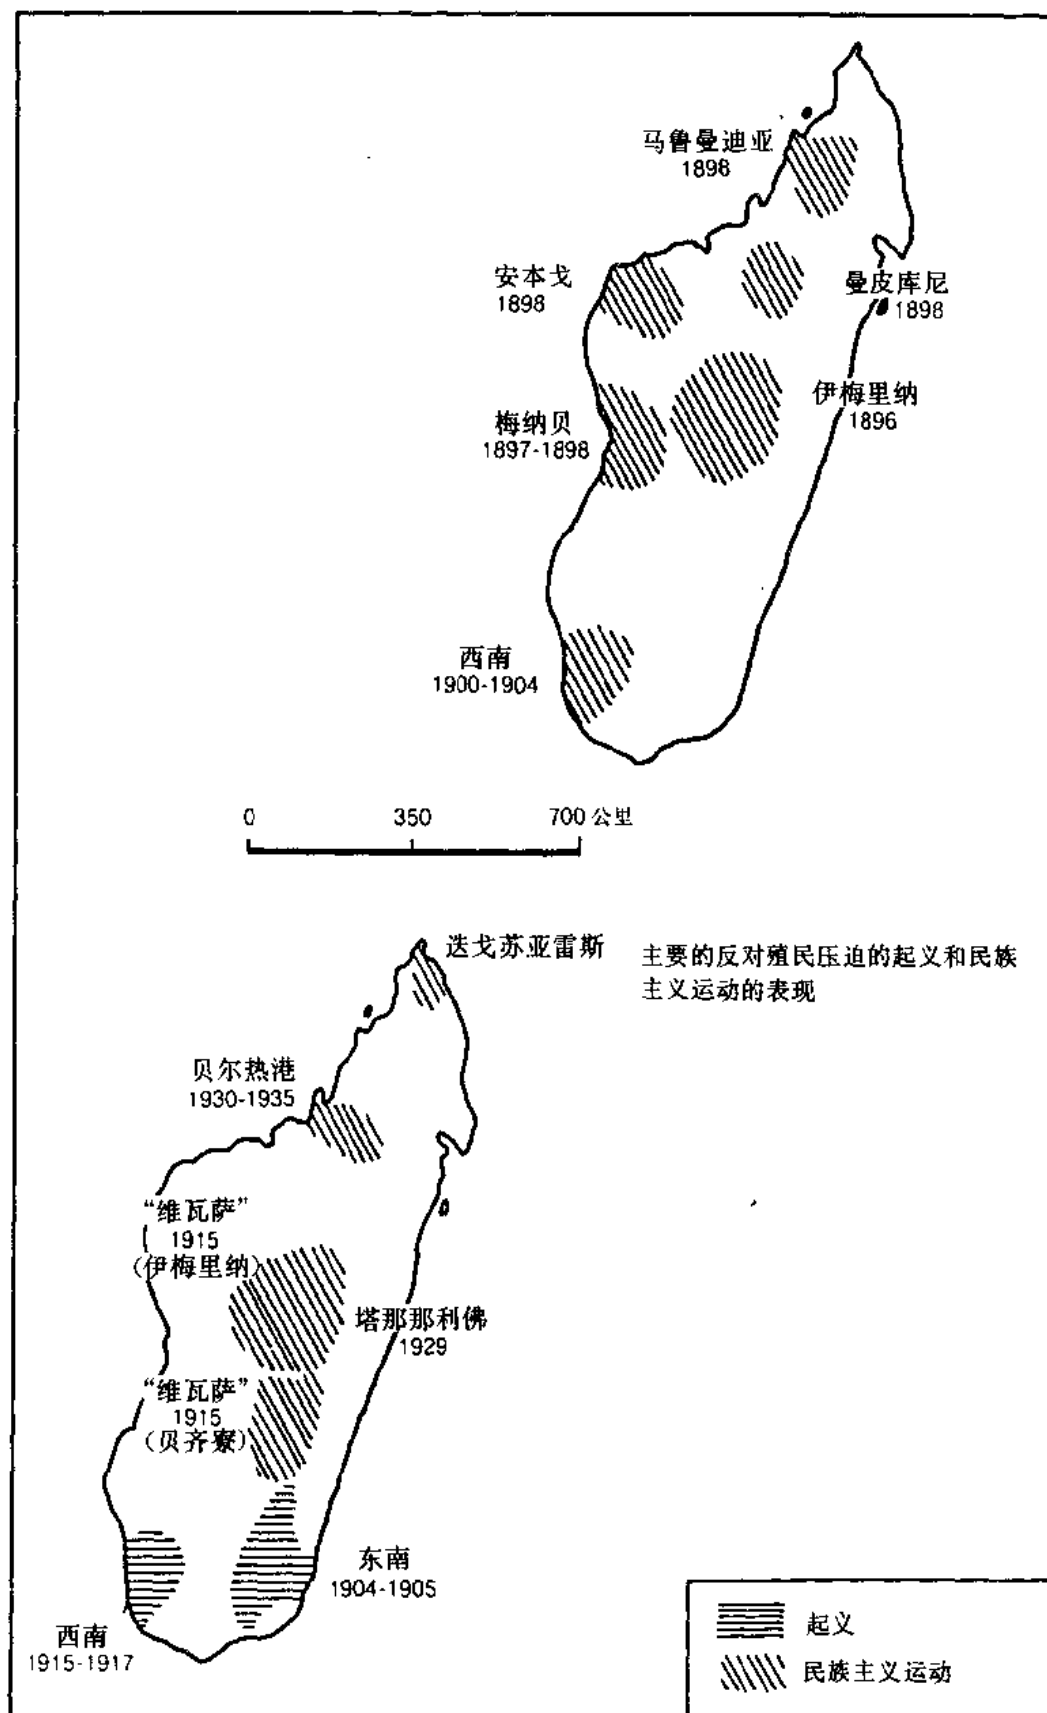 马鲁曼迪亚
1898
安本戈
1898
曼皮库尼
1898
伊梅里纳
1896
梅纳贝
1897-1898
西南
1900-1904
0 350 700 公里
迭戈苏亚雷斯
主要的反对殖民压迫的起义和民族
主义运动的表现
贝尔热港
1930-1935
“维瓦萨”
1915
(伊梅里纳)
塔那那利佛
1929
“维瓦萨”
1915
(贝齐寮)
东南
1904-1905
西南
1915-1917
起义
民族主义运动